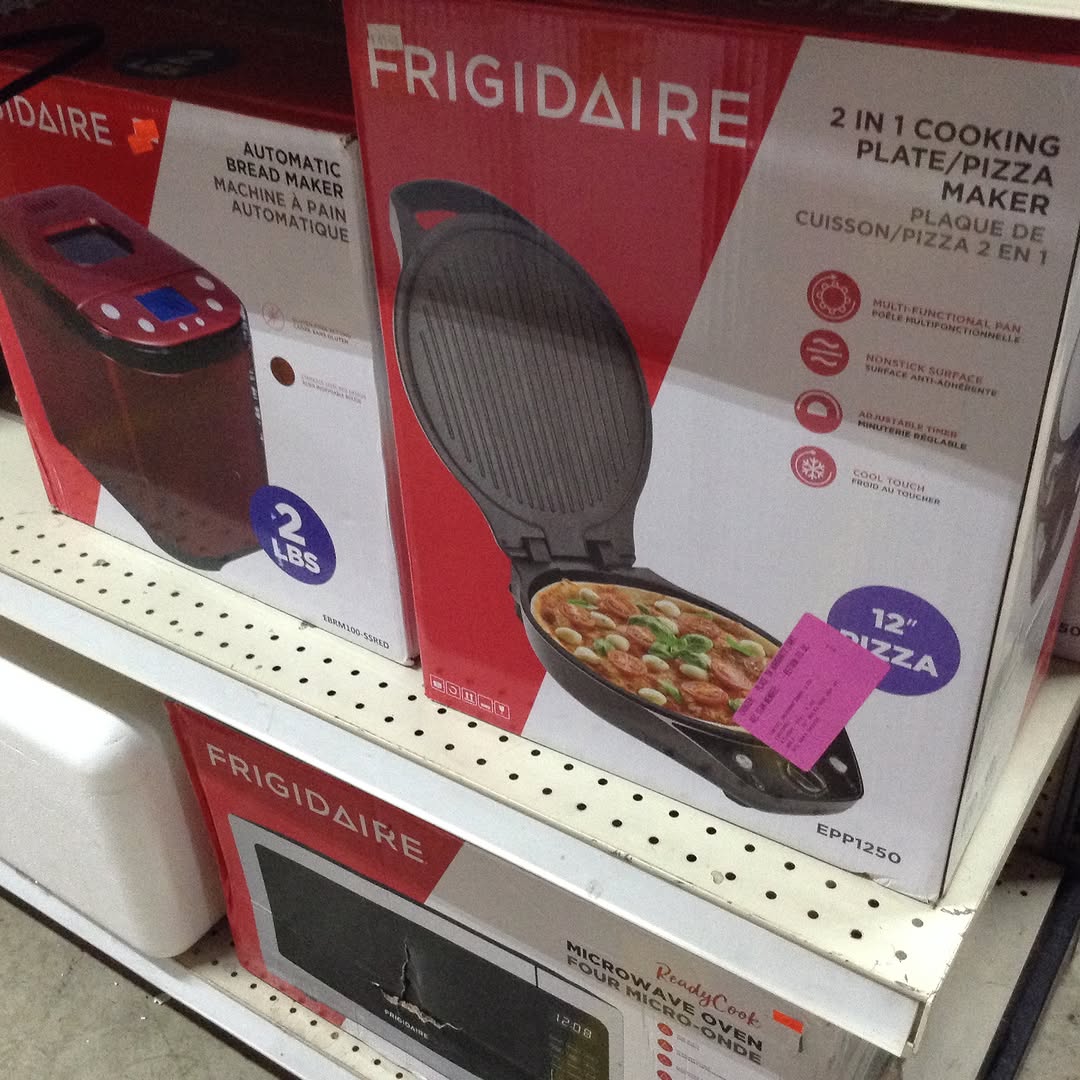 IDAIRE
AUTOMATIC
BREAD MAKER
MACHINE À PAIN
AUTOMATIQUE
2
LBS
EBRM100-SSRED
FRIGIDAIRE
2 IN 1 COOKING
PLATE/PIZZA
MAKER
PLAQUE DE
CUISSON/PIZZA 2 EN 1
MULTI-FUNCTIONAL PAN
POÊLE MULTIFONCTIONNELLE
NONSTICK SURFACE
SURFACE ANTI-ADHÉRENTE
ADJUSTABLE TIMER
MINUTERIE RÉGLABLE
COOL TOUCH
FROID AU TOUCHER
12"
PIZZA
EPP1250
FRIGIDAIRE
FRIGIDAIRE
12:08
ReadyCook
MICROWAVE OVEN
FOUR MICRO-ONDE